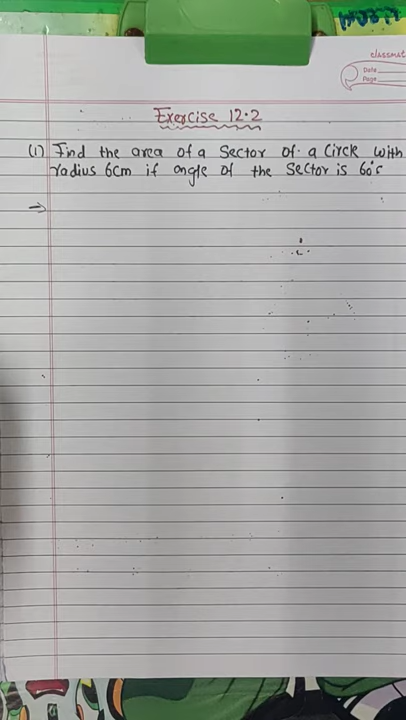 classmat
Date
Page
Exercise 12.2
(1) Find the area of a Sector of a Circle with
radius 6cm if angle of the Sector is 60°
⇒